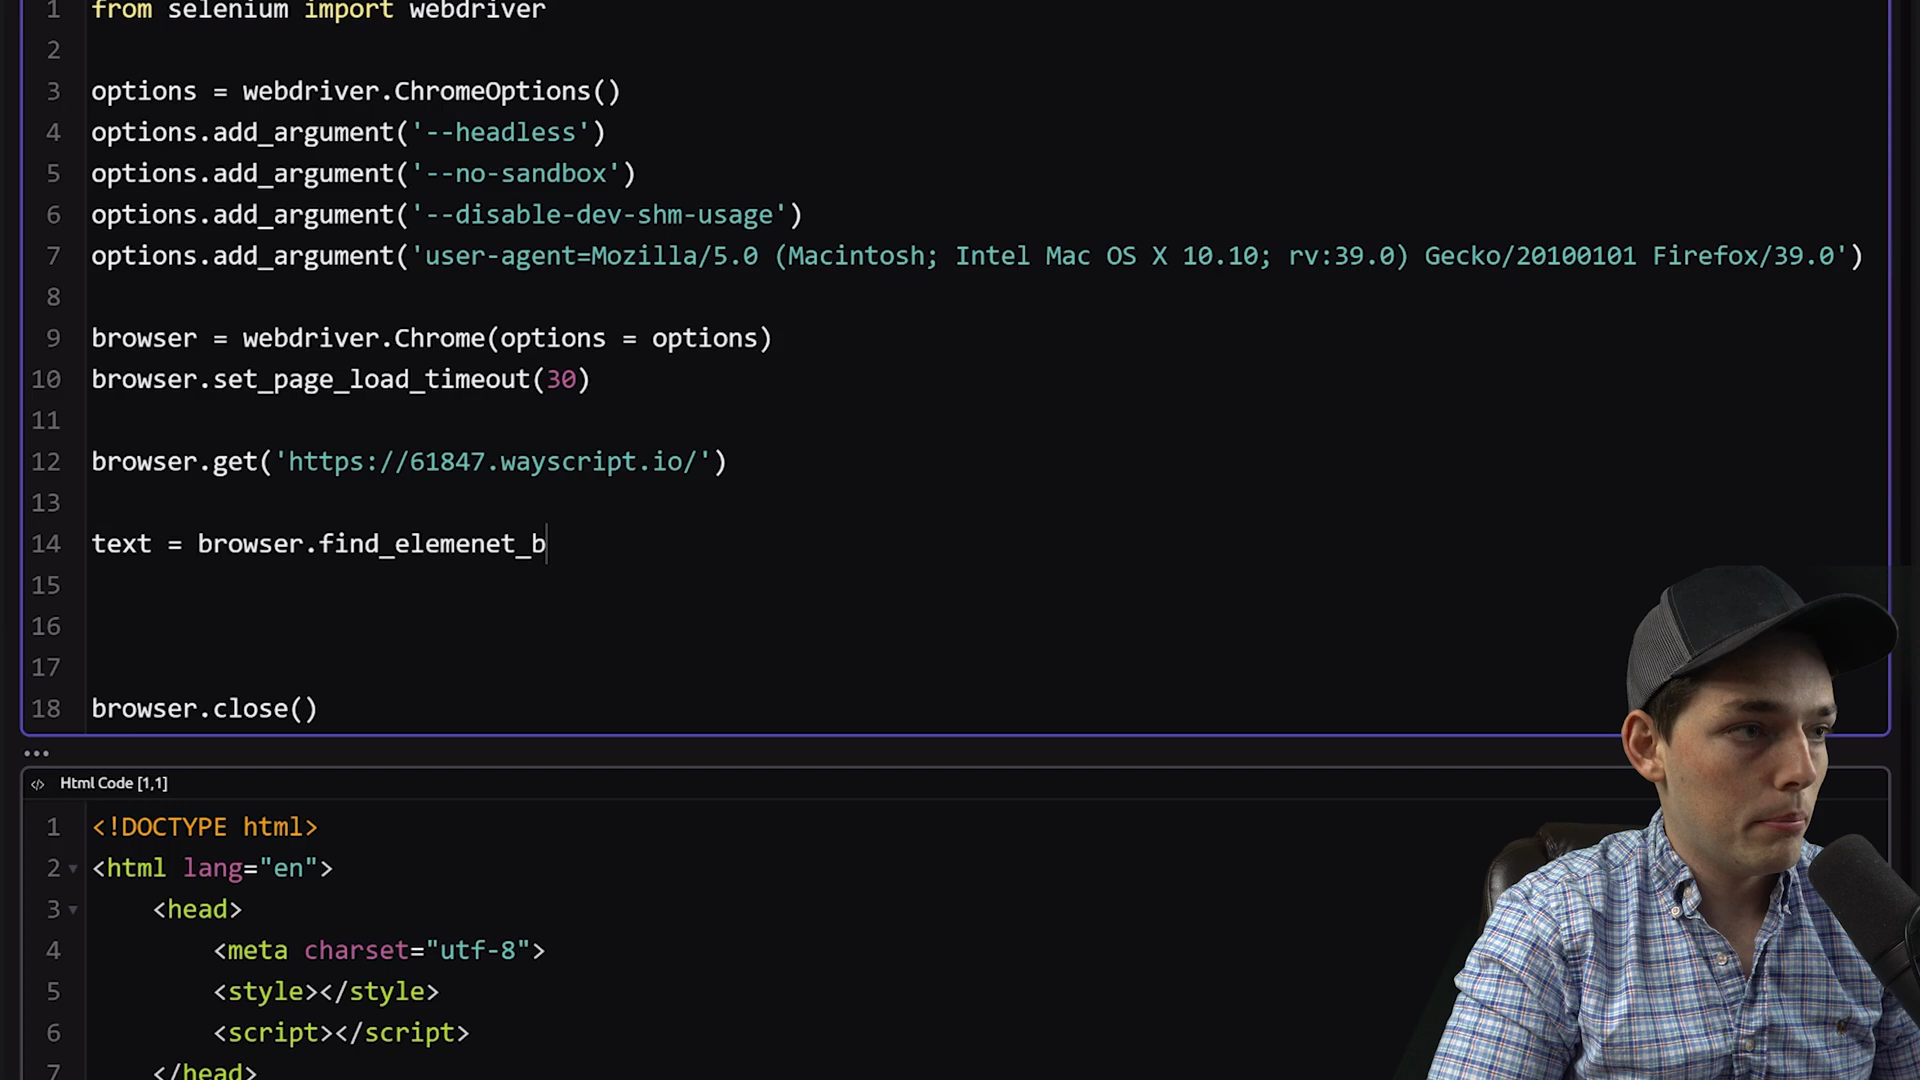 1 from selenium import webdriver
2
3 options = webdriver.ChromeOptions()
4 options.add_argument('--headless')
5 options.add_argument('--no-sandbox')
6 options.add_argument('--disable-dev-shm-usage')
7 options.add_argument('user-agent=Mozilla/5.0 (Macintosh; Intel Mac OS X 10.10; rv:39.0) Gecko/20100101 Firefox/39.0')
8
9 browser = webdriver.Chrome(options = options)
10 browser.set_page_load_timeout(30)
11
12 browser.get('https://61847.wayscript.io/')
13
14 text = browser.find_elemenet_b
15
16
17
18 browser.close()
Html Code [1,1]
1 <!DOCTYPE html>
2 <html lang="en">
3 <head>
4 <meta charset="utf-8">
5 <style></style>
6 <script></script>
7 </head>